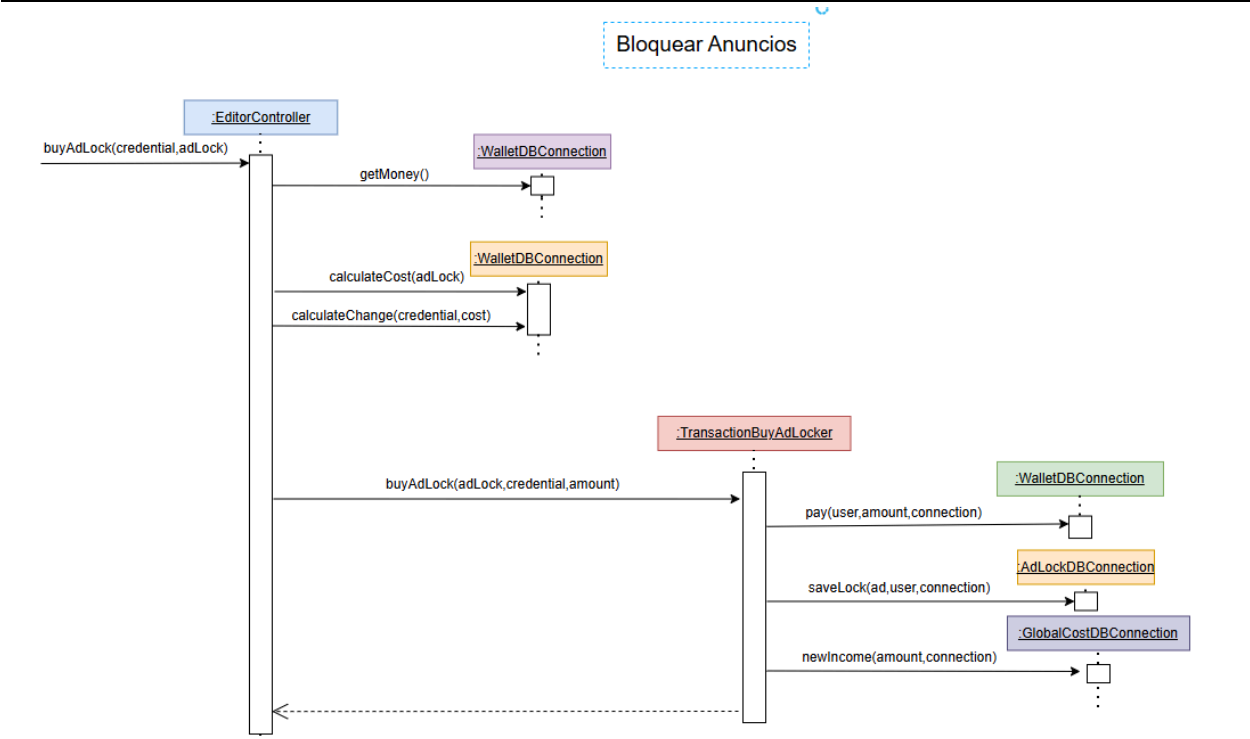 Bloquear Anuncios
:EditorController
buyAdLock(credential,adLock)
:WalletDBConnection
getMoney()
:WalletDBConnection
calculateCost(adLock)
calculateChange(credential,cost)
:TransactionBuyAdLocker
:WalletDBConnection
buyAdLock(adLock,credential,amount)
pay(user,amount,connection)
:AdLockDBConnection
saveLock(ad,user,connection)
:GlobalCostDBConnection
newIncome(amount,connection)